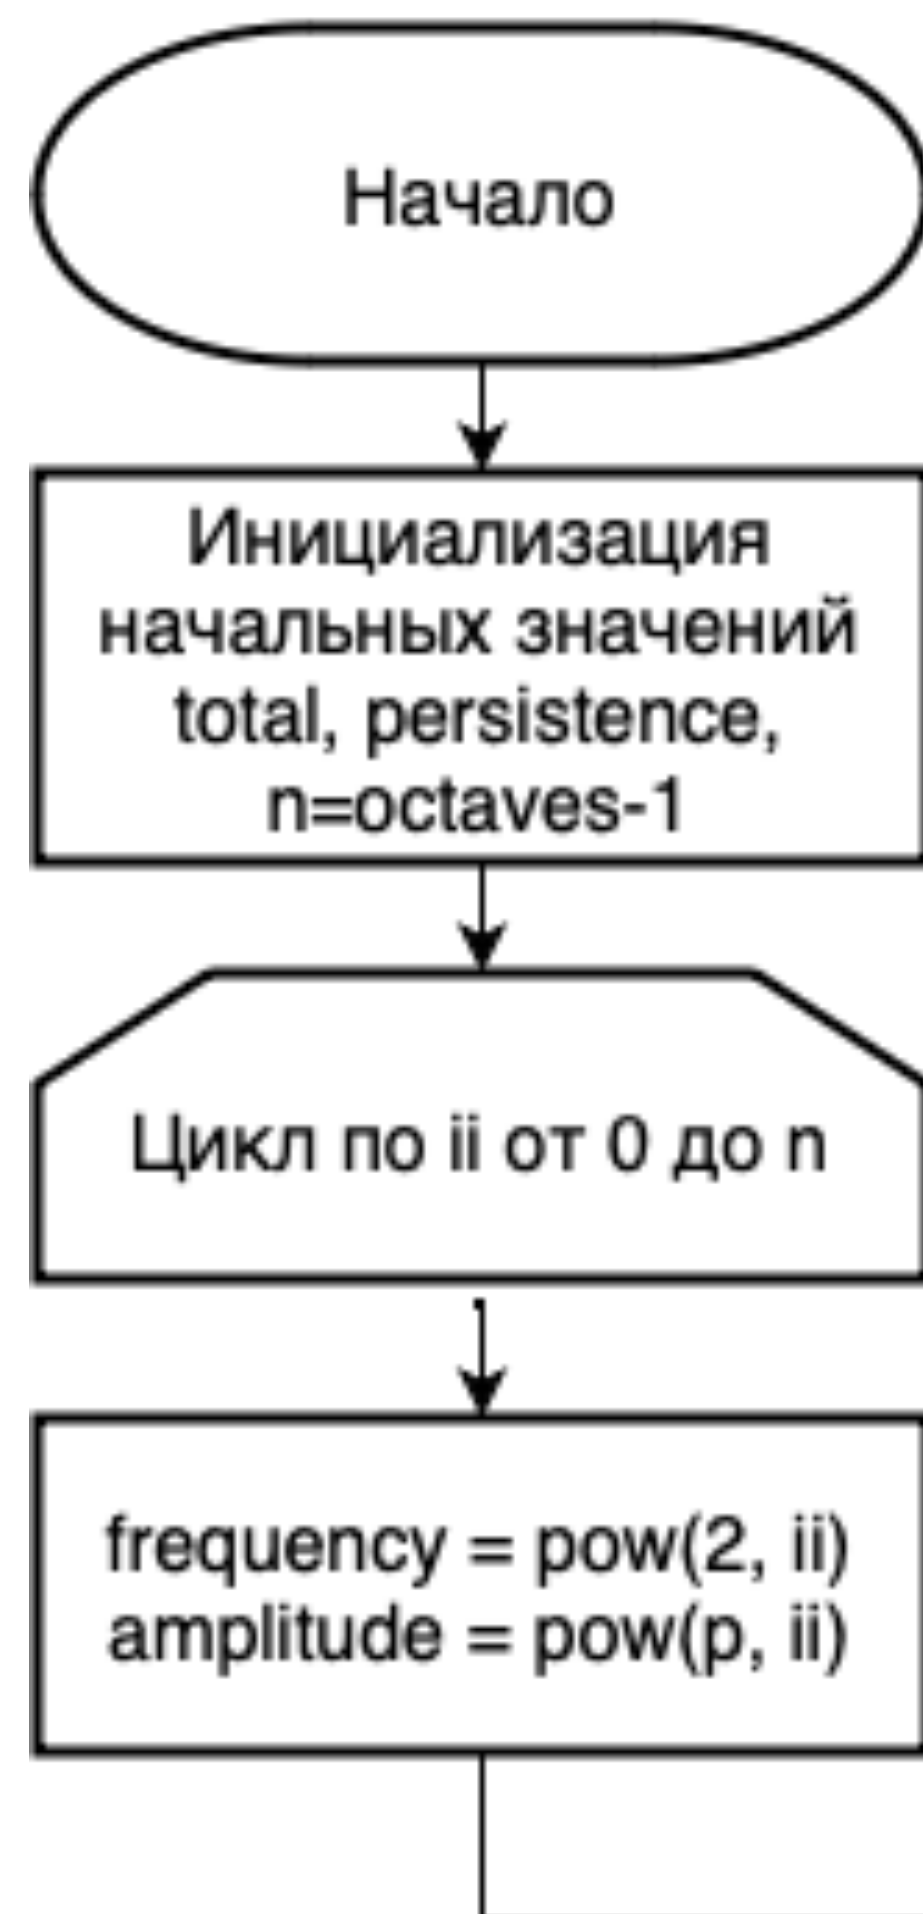 Начало
Инициализация
начальных значений
total, persistence,
n=octaves-1
Цикл по ii от 0 до n
frequency = pow(2, ii)
amplitude = pow(p, ii)